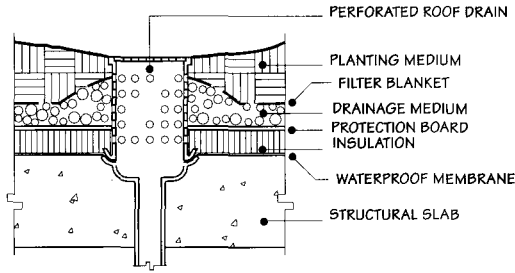 PERFORATED ROOF DRAIN
PLANTING MEDIUM
FILTER BLANKET
DRAINAGE MEDIUM
PROTECTION BOARD
INSULATION
WATERPROOF MEMBRANE
STRUCTURAL SLAB